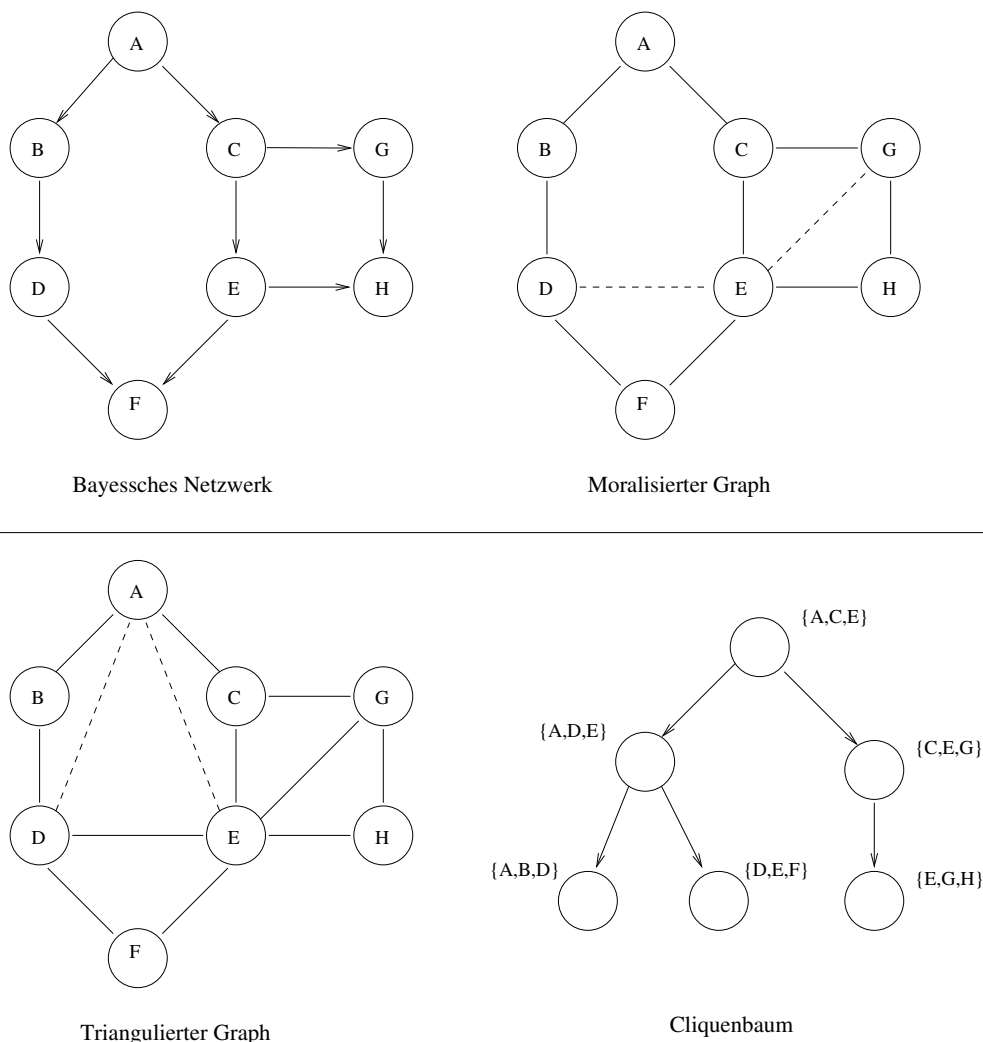 A
B
C
G
D
E
H
F
Bayessches Netzwerk
A
B
C
G
D
E
H
F
Moralisierter Graph
A
B
C
G
D
E
H
F
Triangulierter Graph
{A,C,E}
{A,D,E}
{C,E,G}
{A,B,D}
{D,E,F}
{E,G,H}
Cliquenbaum